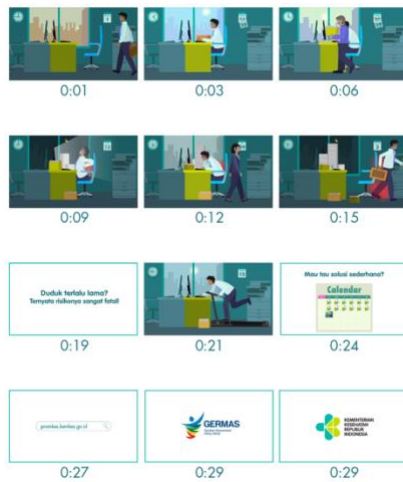 0:01
0:03
0:06
0:09
0:12
0:15
Duduk terlalu lama?
Ternyata risikonya sangat fatal!
Mau tau solusi sederhana?
Calendar
0:19
0:21
0:24
promkes.kemkes.go.id
GERMAS
KEMENTERIAN
KESEHATAN
REPUBLIK
INDONESIA
0:27
0:29
0:29